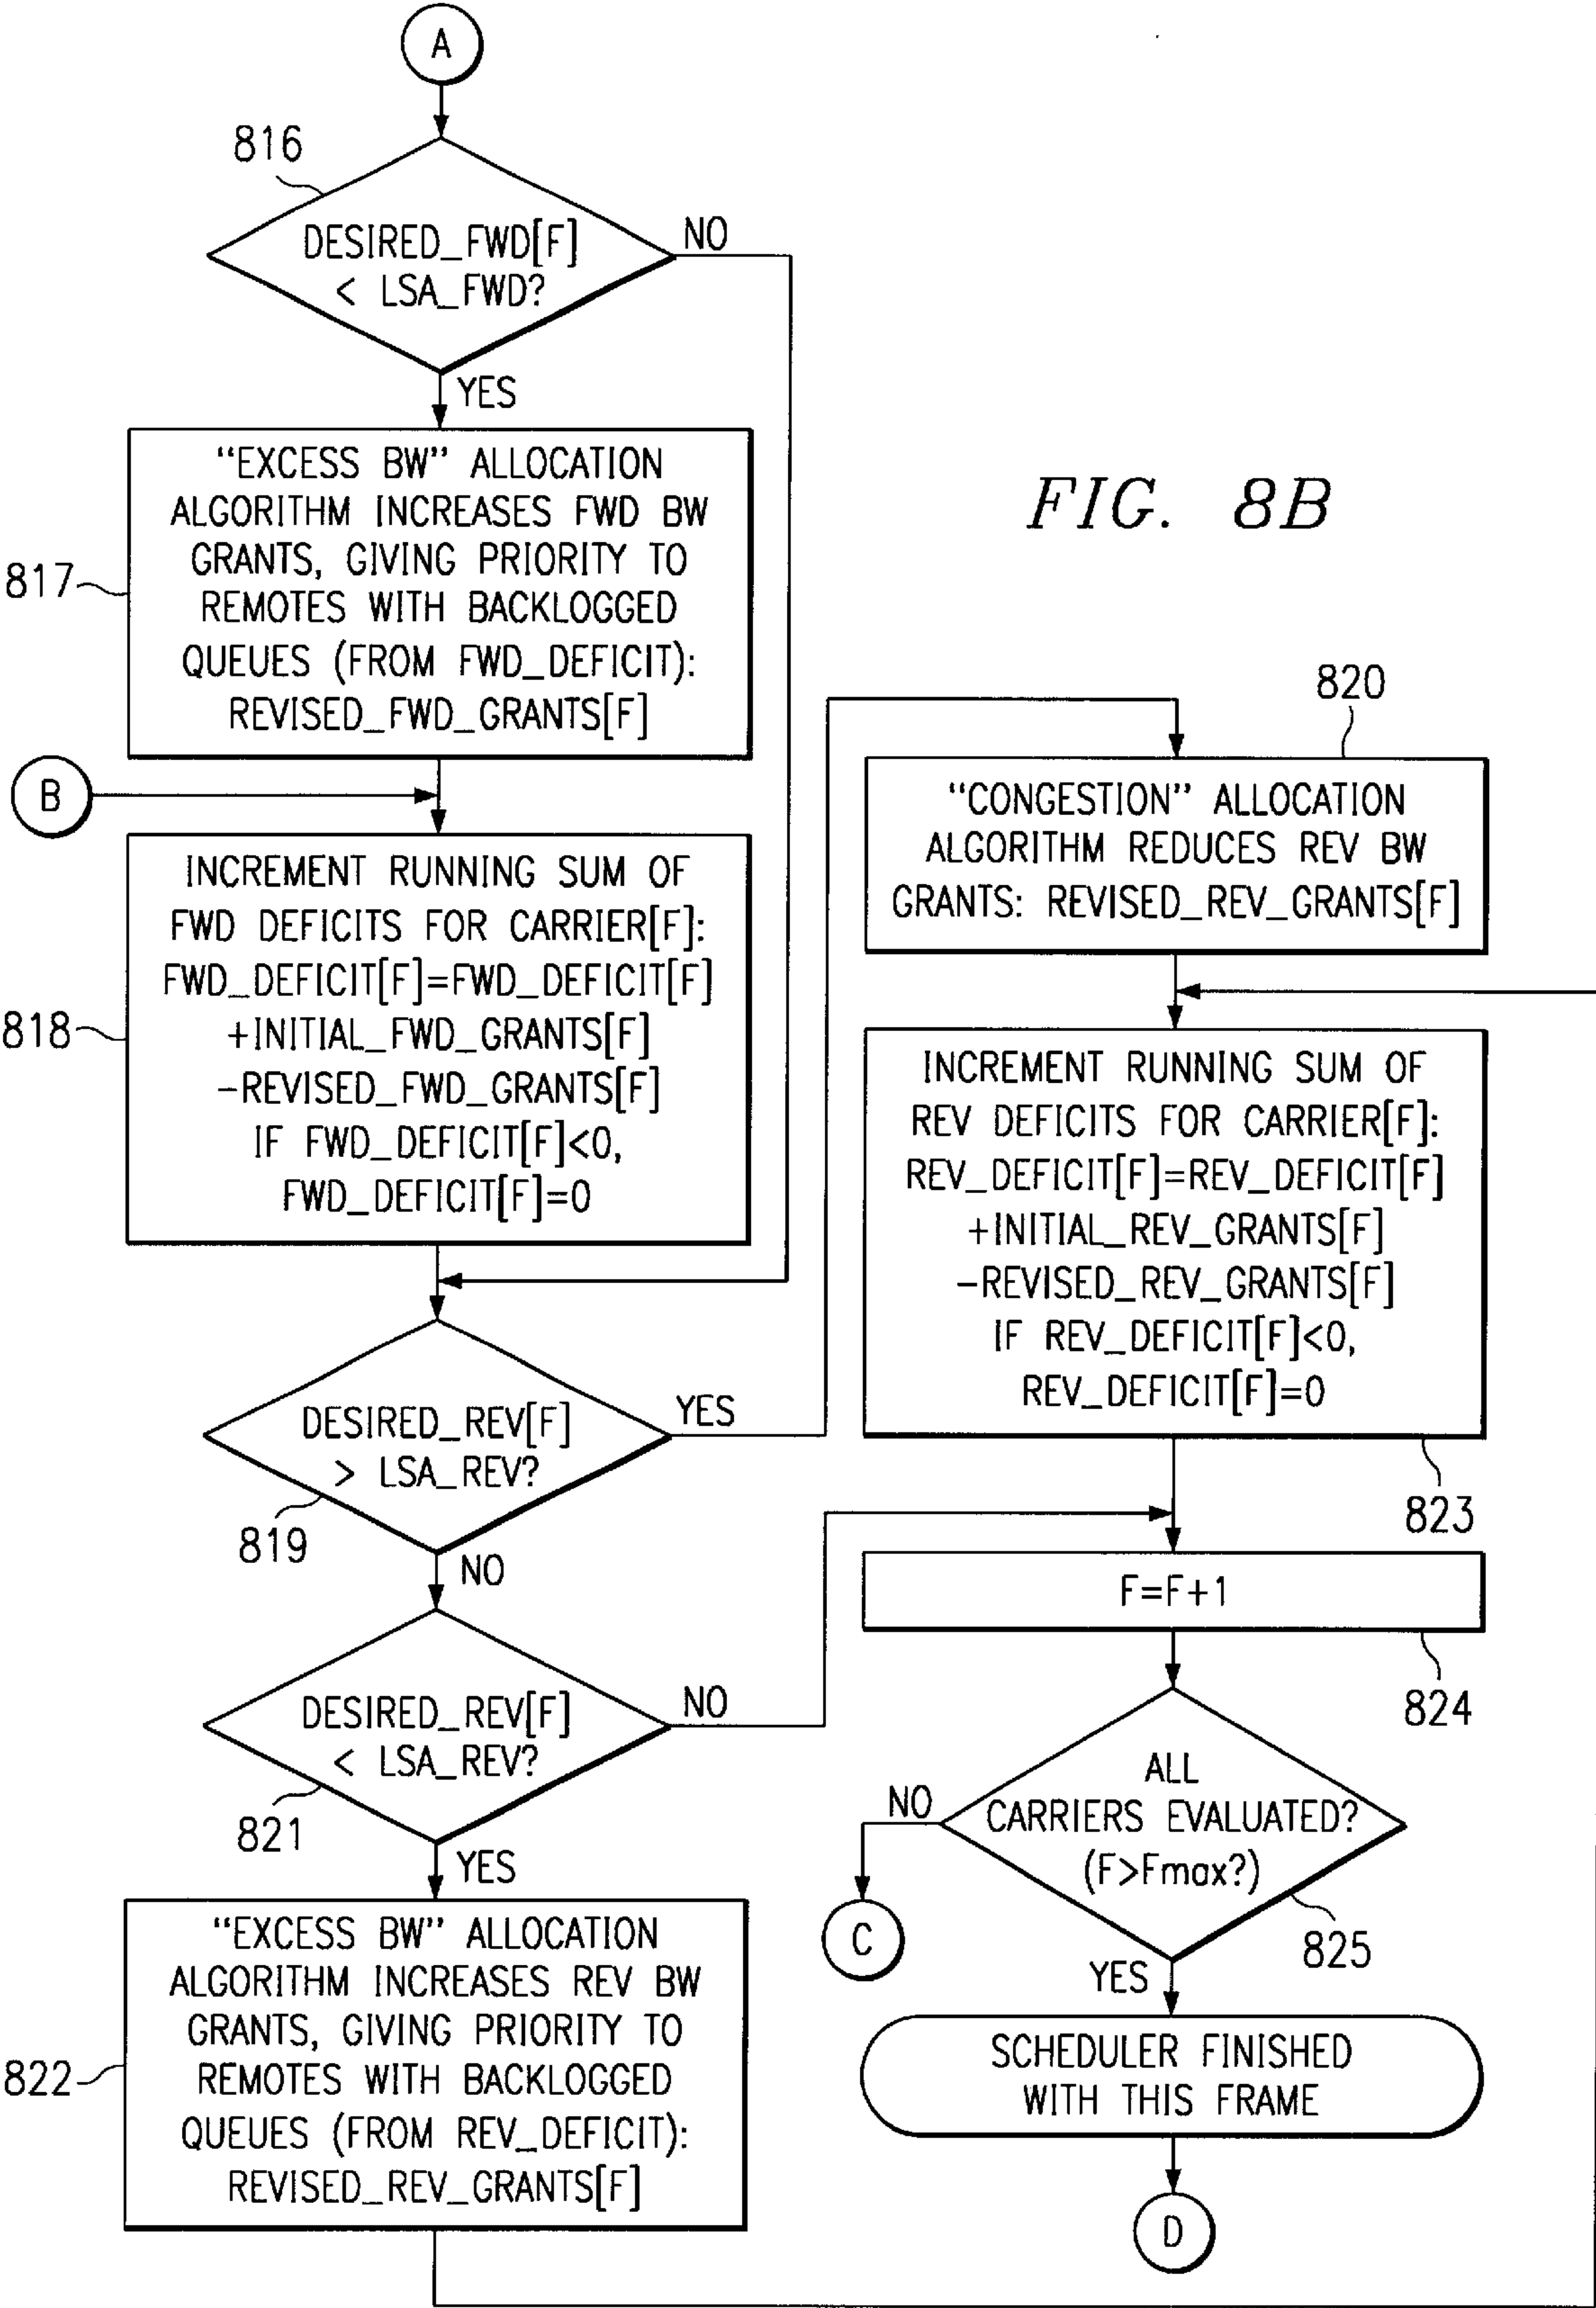 A
816
DESIRED_FWD[F]
< LSA_FWD?
NO
YES
817
"EXCESS BW" ALLOCATION
ALGORITHM INCREASES FWD BW
GRANTS, GIVING PRIORITY TO
REMOTES WITH BACKLOGGED
QUEUES (FROM FWD_DEFICIT):
REVISED_FWD_GRANTS[F]
B
818
INCREMENT RUNNING SUM OF
FWD DEFICITS FOR CARRIER[F]:
FWD_DEFICIT[F]=FWD_DEFICIT[F]
+INITIAL_FWD_GRANTS[F]
-REVISED_FWD_GRANTS[F]
IF FWD_DEFICIT[F]<0,
FWD_DEFICIT[F]=0
DESIRED_REV[F]
> LSA_REV?
YES
819
NO
DESIRED_REV[F]
< LSA_REV?
NO
821
YES
822
"EXCESS BW" ALLOCATION
ALGORITHM INCREASES REV BW
GRANTS, GIVING PRIORITY TO
REMOTES WITH BACKLOGGED
QUEUES (FROM REV_DEFICIT):
REVISED_REV_GRANTS[F]
FIG. 8B
820
"CONGESTION" ALLOCATION
ALGORITHM REDUCES REV BW
GRANTS: REVISED_REV_GRANTS[F]
INCREMENT RUNNING SUM OF
REV DEFICITS FOR CARRIER[F]:
REV_DEFICIT[F]=REV_DEFICIT[F]
+INITIAL_REV_GRANTS[F]
-REVISED_REV_GRANTS[F]
IF REV_DEFICIT[F]<0,
REV_DEFICIT[F]=0
823
F=F+1
824
ALL
CARRIERS EVALUATED?
(F>Fmax?)
NO
C
825
YES
SCHEDULER FINISHED
WITH THIS FRAME
D